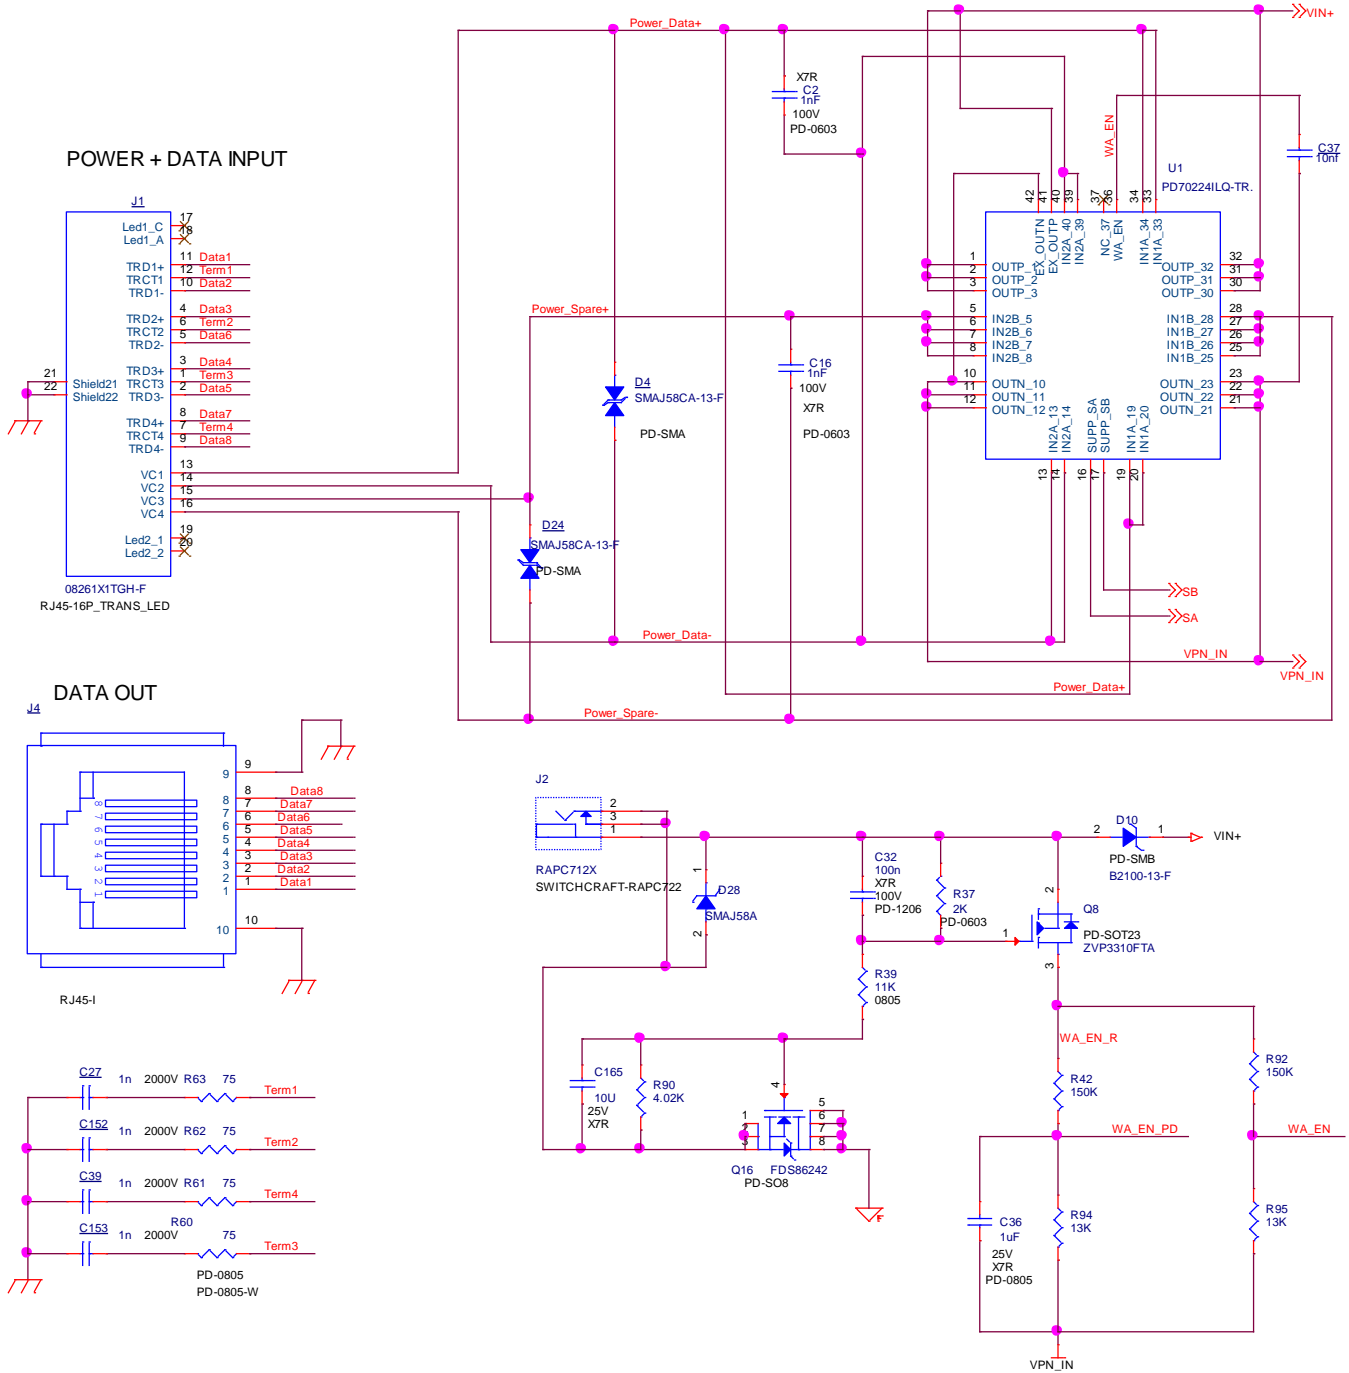 POWER + DATA INPUT
J1
Led1_C 17
Led1_A 18
TRD1+ 11 Data1
TRCT1 12 Term1
TRD1- 10 Data2
TRD2+ 4 Data3
TRCT2 6 Term2
TRD2- 5 Data6
TRD3+ 3 Data4
21 Shield21 TRCT3 1 Term3
22 Shield22 TRD3- 2 Data5
TRD4+ 8 Data7
TRCT4 7 Term4
TRD4- 9 Data8
VC1 13
VC2 14
VC3 15
VC4 16
Led2_1 19
Led2_2 20
08261X1TGH-F
RJ45-16P_TRANS_LED
Power_Data+
X7R
C2
1nF
100V
PD-0603
Power_Spare+
D4
SMAJ58CA-13-F
PD-SMA
C16
1nF
100V
X7R
PD-0603
D24
SMAJ58CA-13-F
PD-SMA
Power_Data-
Power_Spare-
VIN+
WA_EN
C37
10nf
U1
PD70224ILQ-TR.
42 41 40 39 37 36 34 33
EX_OUTN
EX_OUTP
IN2A_40
IN2A_39
NC_37
WA_EN
IN1A_34
IN1A_33
1 OUTP_1
2 OUTP_2
3 OUTP_3
5 IN2B_5
6 IN2B_6
7 IN2B_7
8 IN2B_8
10 OUTN_10
11 OUTN_11
12 OUTN_12
OUTP_32 32
OUTP_31 31
OUTP_30 30
IN1B_28 28
IN1B_27 27
IN1B_26 26
IN1B_25 25
OUTN_23 23
OUTN_22 22
OUTN_21 21
IN2A_13
IN2A_14
SUPP_SA
SUPP_SB
IN1A_19
IN1A_20
13 14 16 17 19 20
SB
SA
VPN_IN
VPN_IN
Power_Data+
DATA OUT
J4
9 9
8 8 8 Data8
7 7 7 Data7
6 6 6 Data6
5 5 5 Data5
4 4 4 Data4
3 3 3 Data3
2 2 2 Data2
1 1 1 Data1
10 10
RJ45-I
C27 1n 2000V R63 75 Term1
C152 1n 2000V R62 75 Term2
C39 1n 2000V R61 75 Term4
C153 1n 2000V R60 75 Term3
PD-0805
PD-0805-W
J2
2
3
1
RAPC712X
SWITCHCRAFT-RAPC722
1
D28
SMAJ58A
2
C32
100n
X7R
100V
PD-1206
R37
2K
PD-0603
D10
2 1 VIN+
PD-SMB
B2100-13-F
2
Q8
1 PD-SOT23
ZVP3310FTA
3
R39
11K
0805
C165
10U
25V
X7R
R90
4.02K
4
1
2
3
5
6
7
8
Q16 FDS86242
PD-SO8
F
WA_EN_R
R42
150K
R92
150K
WA_EN_PD
WA_EN
C36
1uF
25V
X7R
PD-0805
R94
13K
R95
13K
VPN_IN